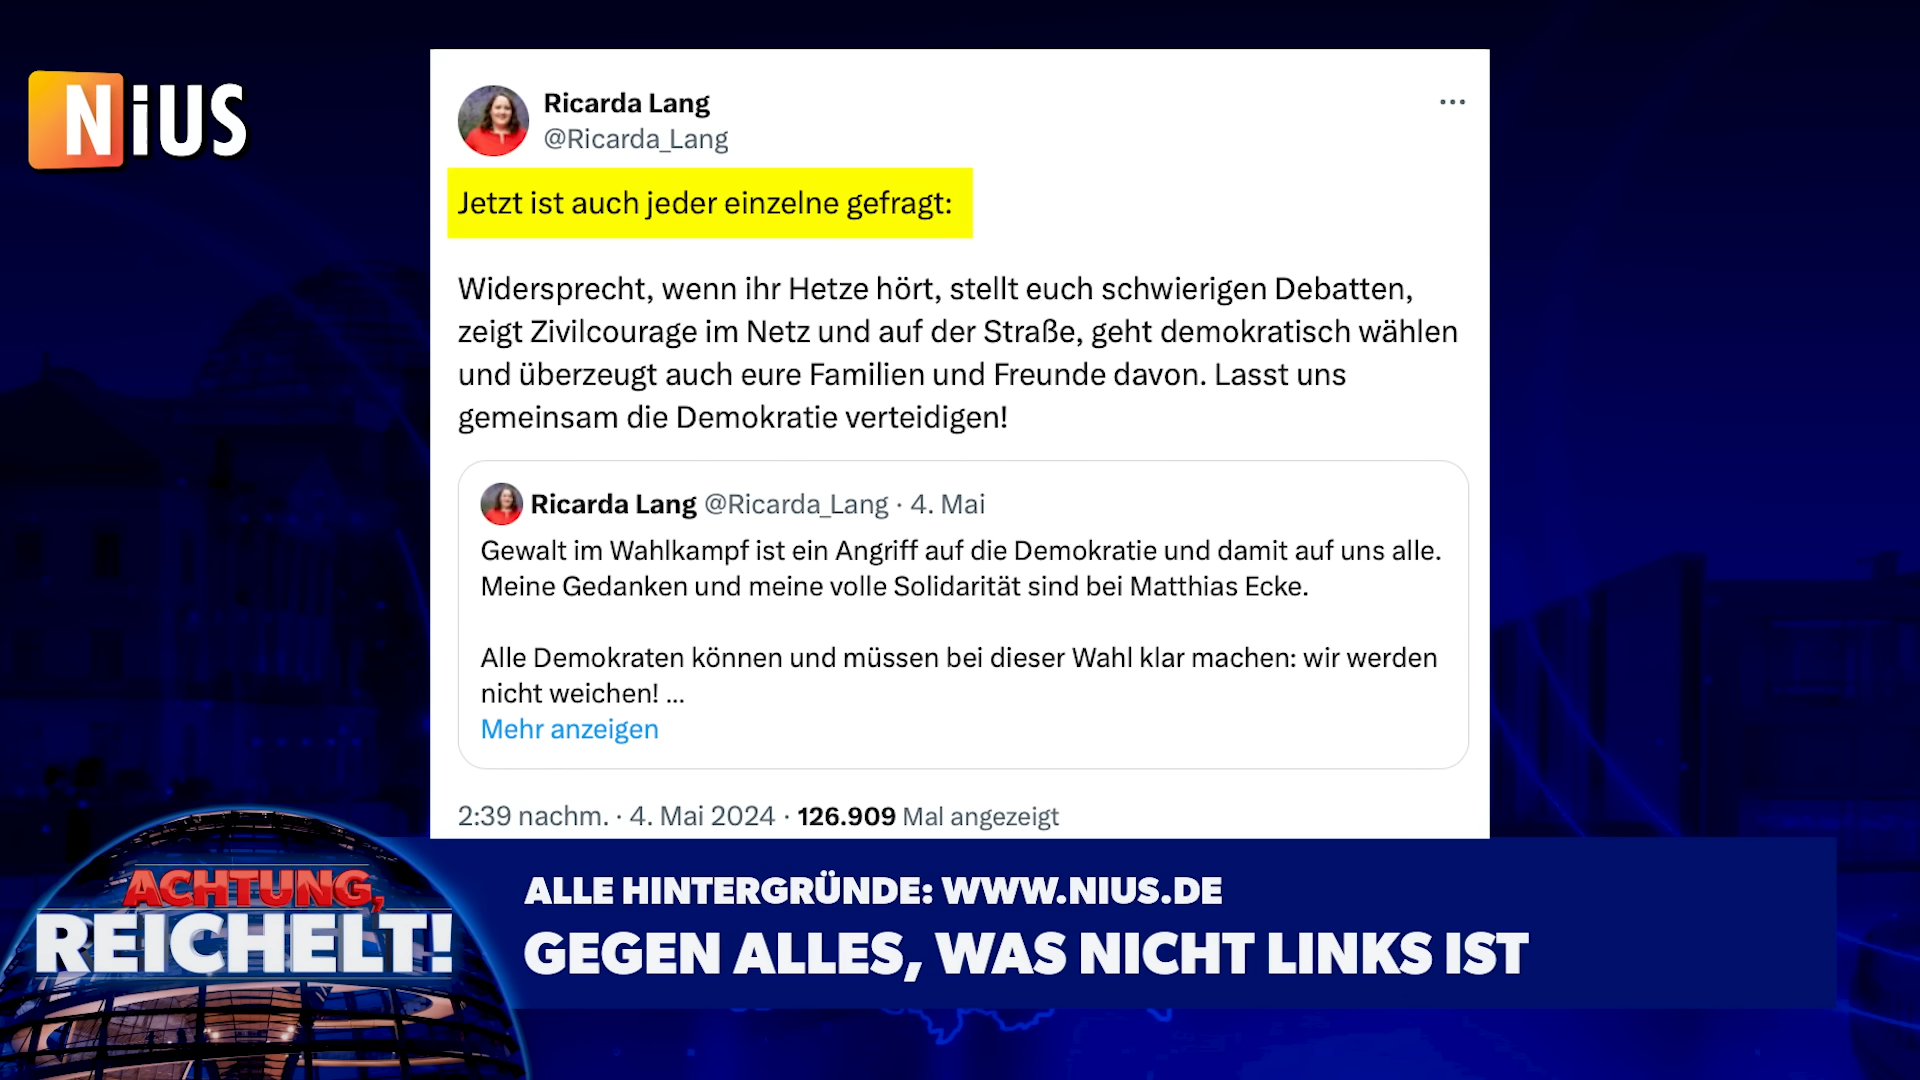 NiUS
Ricarda Lang
@Ricarda_Lang
Jetzt ist auch jeder einzelne gefragt:
Widersprecht, wenn ihr Hetze hört, stellt euch schwierigen Debatten,
zeigt Zivilcourage im Netz und auf der Straße, geht demokratisch wählen
und überzeugt auch eure Familien und Freunde davon. Lasst uns
gemeinsam die Demokratie verteidigen!
Ricarda Lang @Ricarda_Lang · 4. Mai
Gewalt im Wahlkampf ist ein Angriff auf die Demokratie und damit auf uns alle.
Meine Gedanken und meine volle Solidarität sind bei Matthias Ecke.
Alle Demokraten können und müssen bei dieser Wahl klar machen: wir werden
nicht weichen! ...
Mehr anzeigen
2:39 nachm. · 4. Mai 2024 · 126.909 Mal angezeigt
ACHTUNG,
REICHELT!
ALLE HINTERGRÜNDE: WWW.NIUS.DE
GEGEN ALLES, WAS NICHT LINKS IST